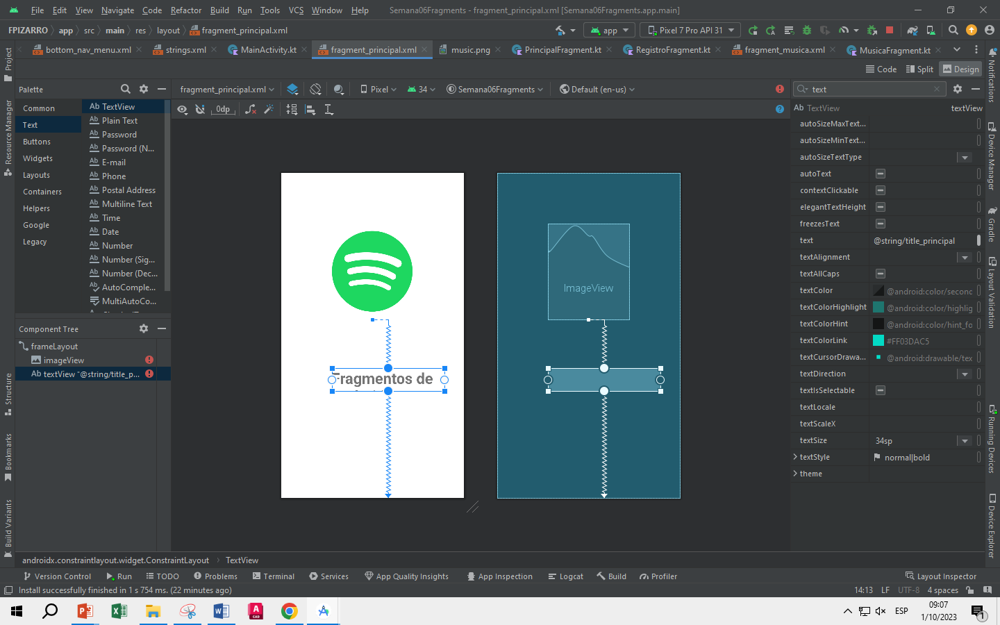 File Edit View Navigate Code Refactor Build Run Tools VCS Window Help Semana06Fragments - fragment_principal.xml [Semana06Fragments.app.main]
FPIZARRO app src main res layout fragment_principal.xml app Pixel 7 Pro API 31
bottom_nav_menu.xml strings.xml MainActivity.kt fragment_principal.xml music.png PrincipalFragment.kt RegistroFragment.kt fragment_musica.xml MusicaFragment.kt
Code Split Design
Palette fragment_principal.xml Pixel 34 Semana06Fragments Default (en-us) text
0dp
Common
Text
Buttons
Widgets
Layouts
Containers
Helpers
Google
Legacy
Ab TextView
Ab Plain Text
Ab Password
Ab Password (N...
Ab E-mail
Ab Phone
Ab Postal Address
Ab Multiline Text
Ab Time
Ab Date
Ab Number
Ab Number (Sig...
Ab Number (Dec...
Ab AutoComple...
MultiAutoCo...
Component Tree
frameLayout
imageView
Ab textView "@string/title_p...
Fragmentos de
ImageView
Ab TextView textView
autoSizeMaxText...
autoSizeMinText...
autoSizeTextType
autoText
contextClickable
elegantTextHeight
freezesText
text @string/title_principal
textAlignment
textAllCaps
textColor @android:color/second
textColorHighlight @android:color/highlig
textColorHint @android:color/hint_fo
textColorLink #FF03DAC5
textCursorDrawa... @android:drawable/tex
textDirection
textIsSelectable
textLocale
textScaleX
textSize 34sp
textStyle normal|bold
theme
Project
Resource Manager
Structure
Bookmarks
Build Variants
Notifications
Device Manager
Gradle
Layout Validation
Running Devices
Device Explorer
androidx.constraintlayout.widget.ConstraintLayout TextView
Version Control Run TODO Problems Terminal Services App Quality Insights App Inspection Logcat Build Profiler Layout Inspector
Install successfully finished in 1 s 754 ms. (22 minutes ago) 14:13 LF UTF-8 4 spaces
ESP 09:07
1/10/2023 1